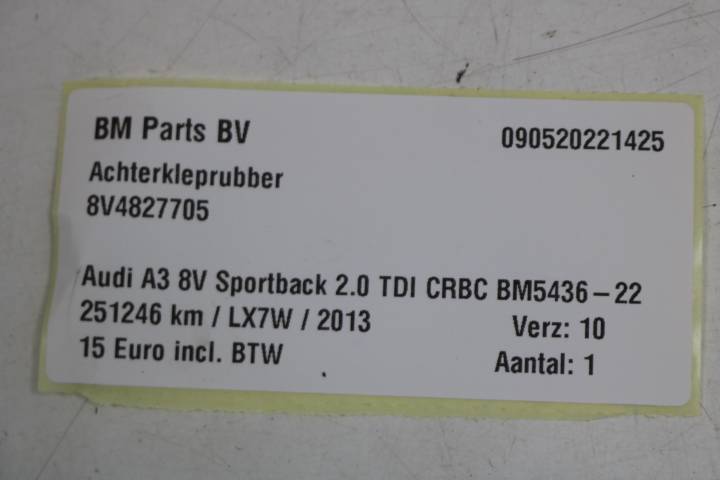 BM Parts BV 090520221425
Achterkleprubber
8V4827705
Audi A3 8V Sportback 2.0 TDI CRBC BM5436-22
251246 km / LX7W / 2013 Verz: 10
15 Euro incl. BTW Aantal: 1